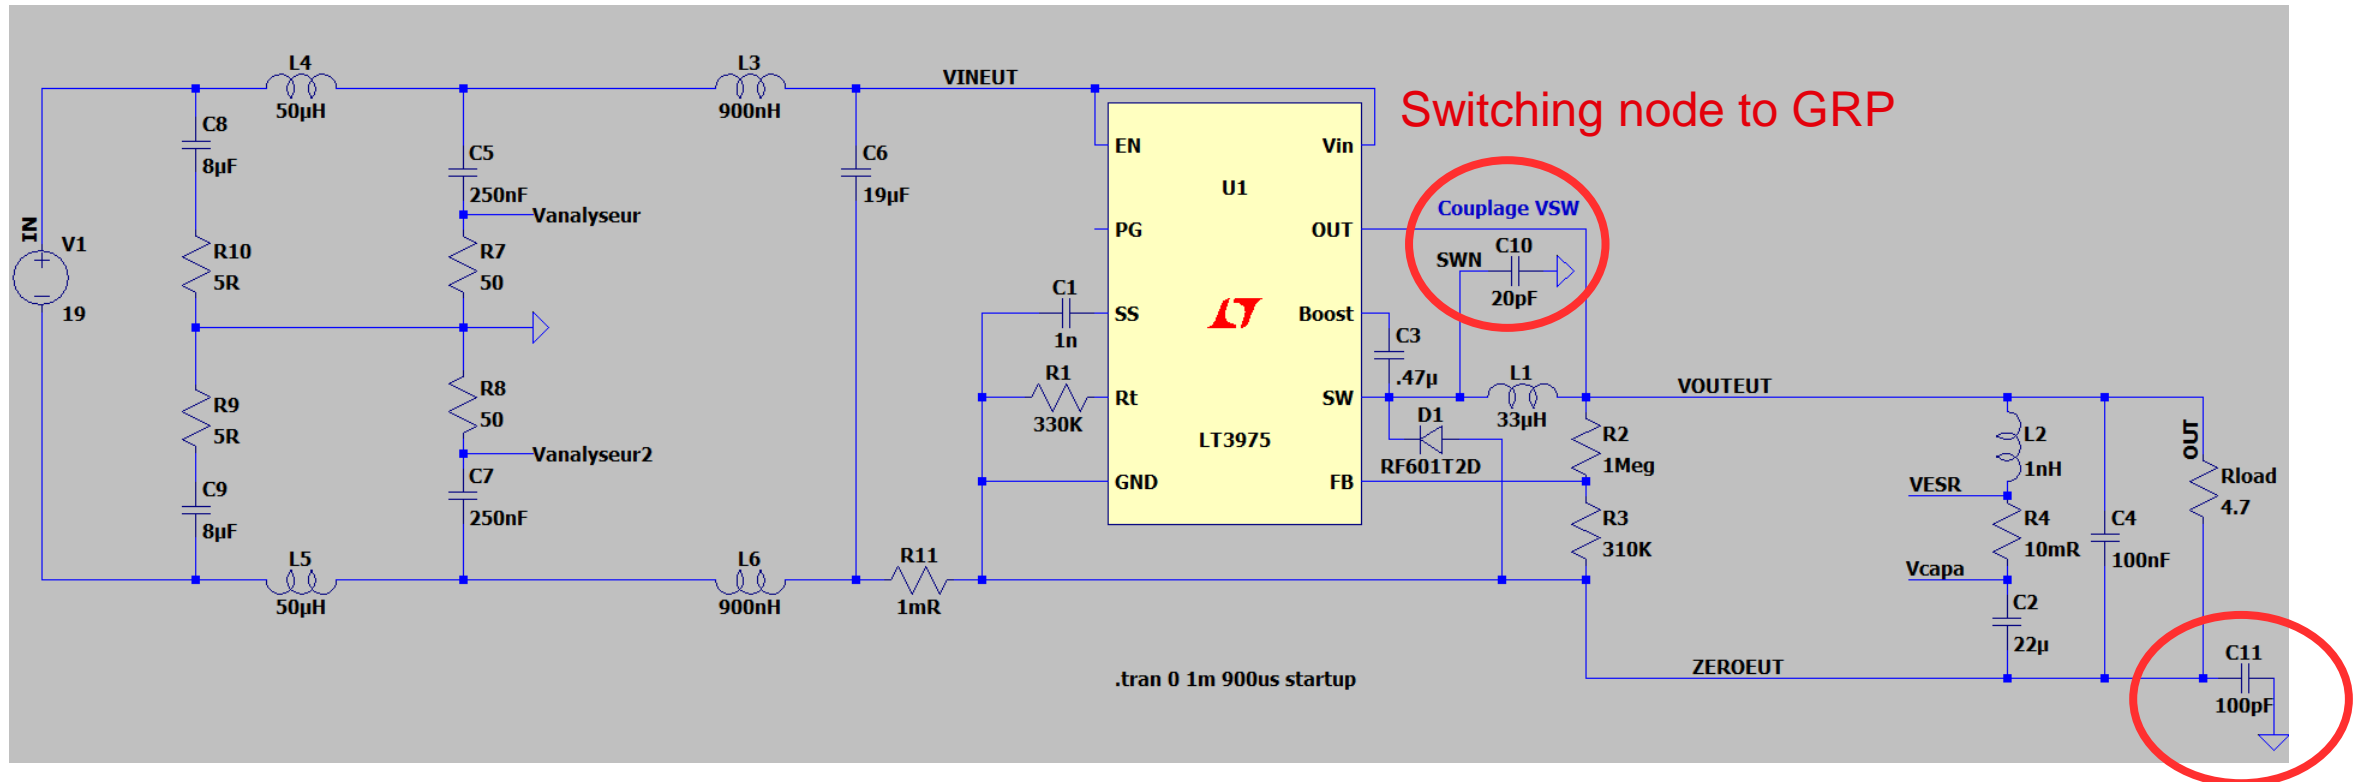 Switching node to GRP
L4
50µH
L3
900nH
VINEUT
C8
8µF
C5
250nF
Vanalyseur
C6
19µF
IN
V1
19
R10
5R
R7
50
R9
5R
R8
50
Vanalyseur2
C9
8µF
C7
250nF
L5
50µH
L6
900nH
R11
1mR
C1
1n
R1
330K
EN
Vin
U1
PG
OUT
SS
Boost
Rt
SW
LT3975
GND
FB
Couplage VSW
SWN
C10
20pF
C3
.47µ
L1
33µH
D1
RF601T2D
R2
1Meg
R3
310K
VOUTEUT
L2
1nH
VESR
R4
10mR
Vcapa
C2
22µ
C4
100nF
OUT
Rload
4.7
ZEROEUT
C11
100pF
.tran 0 1m 900us startup